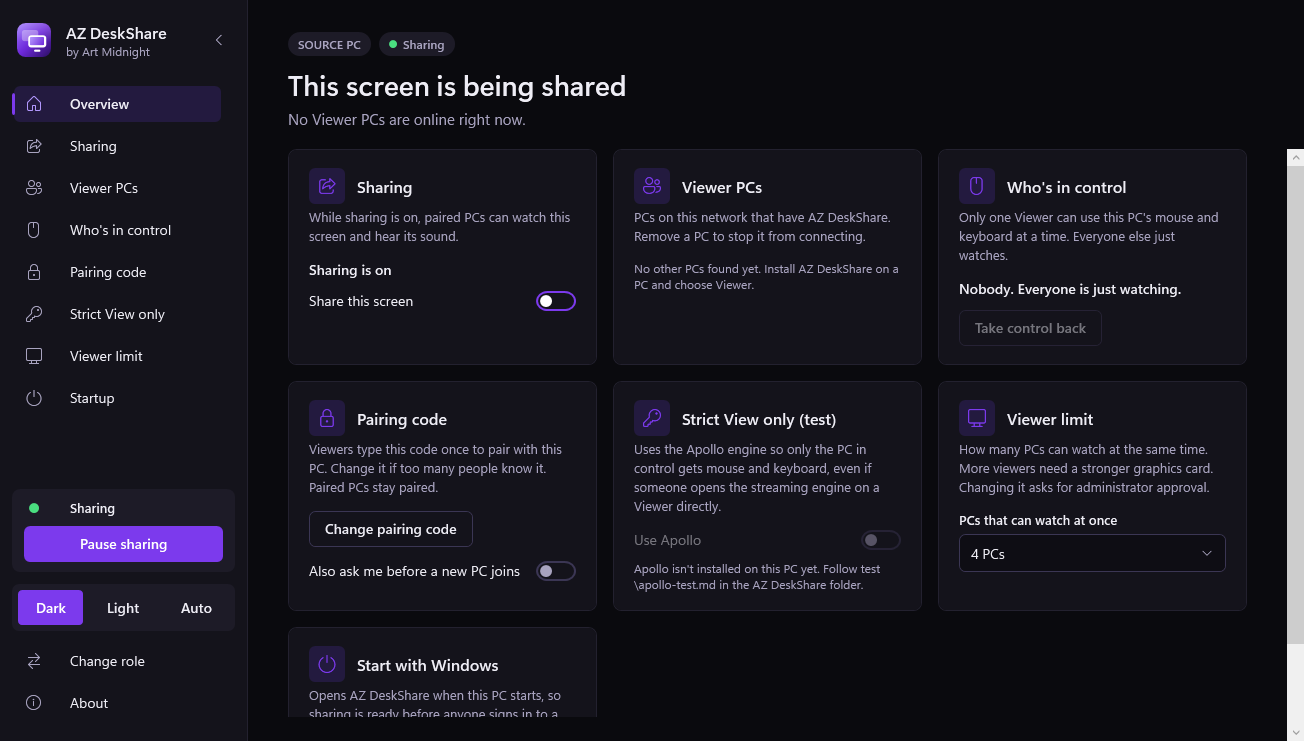 AZ DeskShare
by Art Midnight
Overview
Sharing
Viewer PCs
Who's in control
Pairing code
Strict View only
Viewer limit
Startup
Sharing
Pause sharing
Dark Light Auto
Change role
About
SOURCE PC Sharing
This screen is being shared
No Viewer PCs are online right now.
Sharing
While sharing is on, paired PCs can watch this
screen and hear its sound.
Sharing is on
Share this screen
Viewer PCs
PCs on this network that have AZ DeskShare.
Remove a PC to stop it from connecting.
No other PCs found yet. Install AZ DeskShare on a
PC and choose Viewer.
Who's in control
Only one Viewer can use this PC's mouse and
keyboard at a time. Everyone else just
watches.
Nobody. Everyone is just watching.
Take control back
Pairing code
Viewers type this code once to pair with this
PC. Change it if too many people know it.
Paired PCs stay paired.
Change pairing code
Also ask me before a new PC joins
Strict View only (test)
Uses the Apollo engine so only the PC in
control gets mouse and keyboard, even if
someone opens the streaming engine on a
Viewer directly.
Use Apollo
Apollo isn't installed on this PC yet. Follow test
\apollo-test.md in the AZ DeskShare folder.
Viewer limit
How many PCs can watch at the same time.
More viewers need a stronger graphics card.
Changing it asks for administrator approval.
PCs that can watch at once
4 PCs
Start with Windows
Opens AZ DeskShare when this PC starts, so
sharing is ready before anyone signs in to a